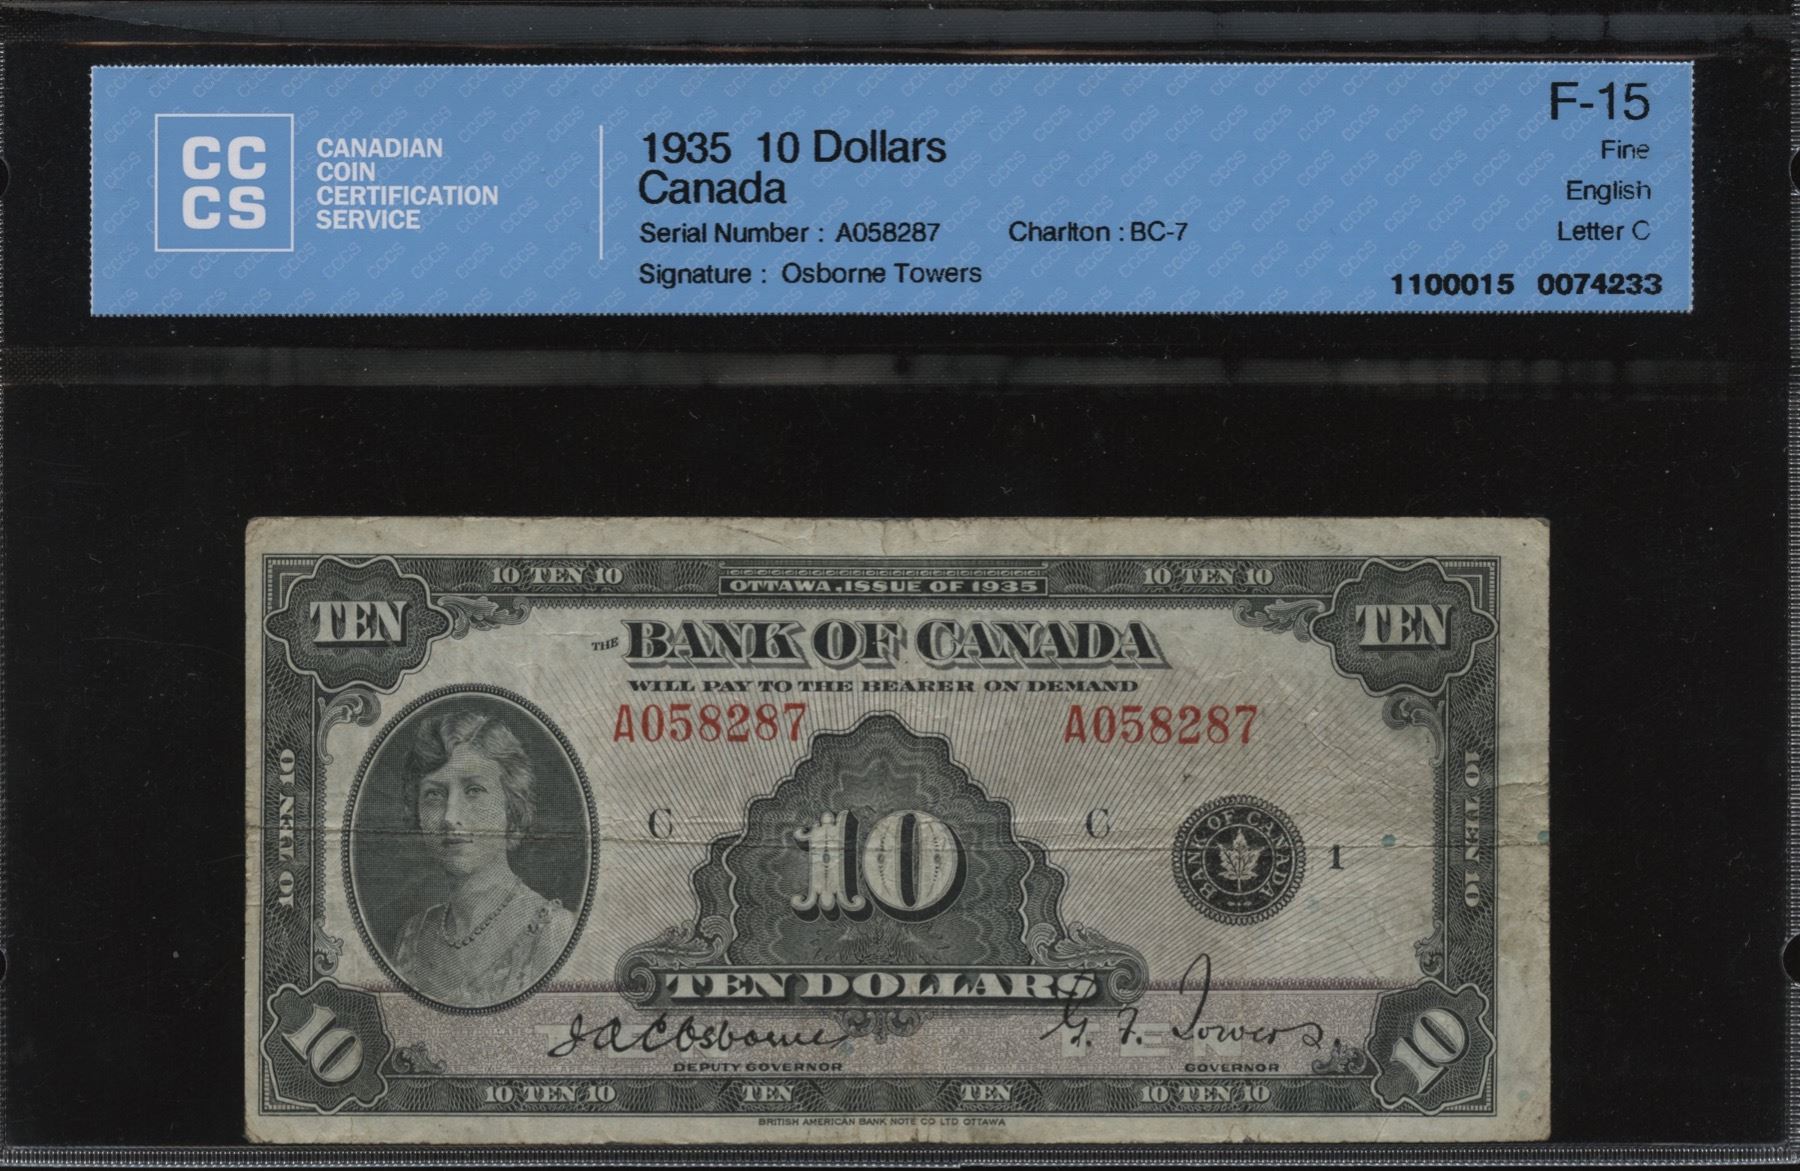 CC
CS
CANADIAN
COIN
CERTIFICATION
SERVICE
1935 10 Dollars
Canada
Serial Number : A058287 Charlton : BC-7
Signature : Osborne Towers
F-15
Fine
English
Letter C
1100015 0074233
10 TEN 10 OTTAWA, ISSUE OF 1935 10 TEN 10
TEN TEN
THE BANK OF CANADA
WILL PAY TO THE BEARER ON DEMAND
A058287 A058287
10 TEN 10
C C
10
BANK OF CANADA
1
10 TEN 10
TEN DOLLARS
TEN
J A C Osborne G. F. Towers.
DEPUTY GOVERNOR GOVERNOR
10 10
10 TEN 10 TEN TEN 10 TEN 10
BRITISH AMERICAN BANK NOTE CO LTD OTTAWA